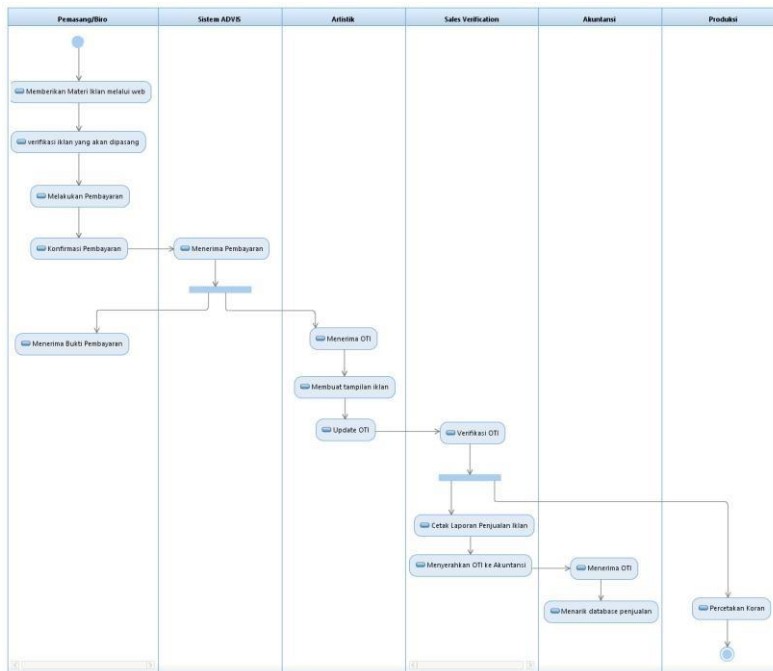 Pemasang/Biro
Sistem ADVIS
Artistik
Sales Verification
Akuntansi
Produksi
Memberikan Materi Iklan melalui web
verifikasi iklan yang akan dipasang
Melakukan Pembayaran
Konfirmasi Pembayaran
Menerima Pembayaran
Menerima Bukti Pembayaran
Menerima OTI
Membuat tampilan iklan
Update OTI
Verifikasi OTI
Cetak Laporan Penjualan Iklan
Menyerahkan OTI ke Akuntansi
Menerima OTI
Menarik database penjualan
Percetakan Koran